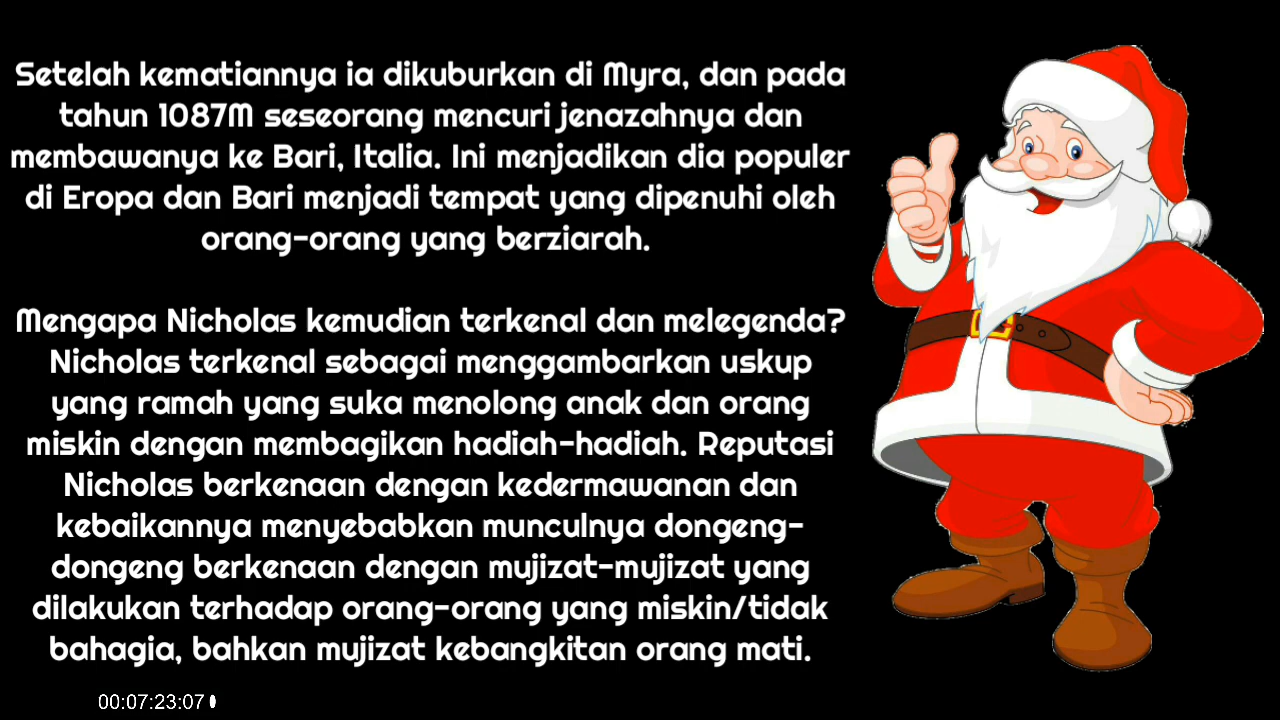 Setelah kematiannya ia dikuburkan di Myra, dan pada
tahun 1087M seseorang mencuri jenazahnya dan
membawanya ke Bari, Italia. Ini menjadikan dia populer
di Eropa dan Bari menjadi tempat yang dipenuhi oleh
orang-orang yang berziarah.
Mengapa Nicholas kemudian terkenal dan melegenda?
Nicholas terkenal sebagai menggambarkan uskup
yang ramah yang suka menolong anak dan orang
miskin dengan membagikan hadiah-hadiah. Reputasi
Nicholas berkenaan dengan kedermawanan dan
kebaikannya menyebabkan munculnya dongeng-
dongeng berkenaan dengan mujizat-mujizat yang
dilakukan terhadap orang-orang yang miskin/tidak
bahagia, bahkan mujizat kebangkitan orang mati.
00:07:23:07